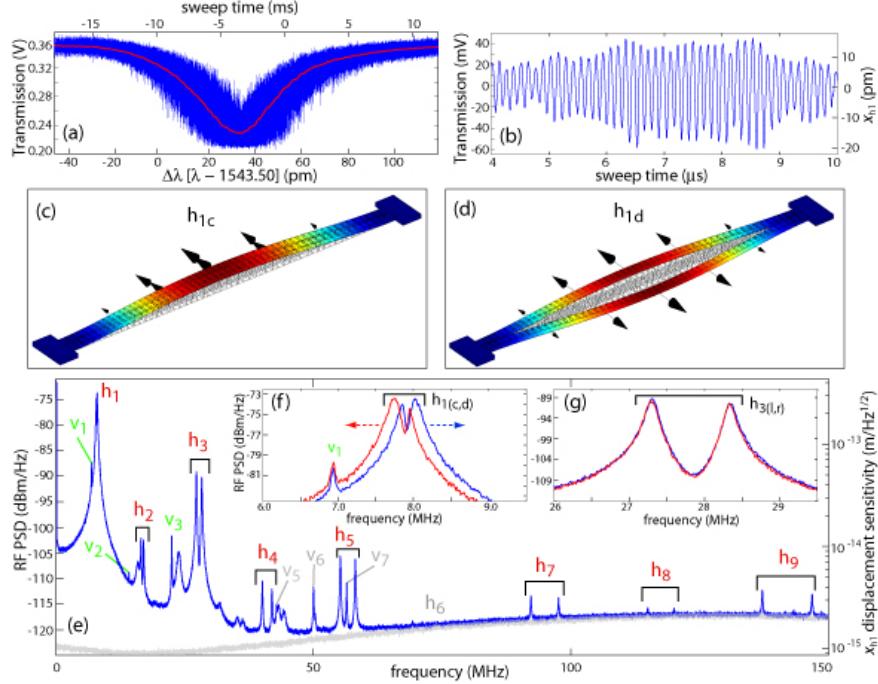 sweep time (ms)
-15 -10 -5 0 5 10
0.36
0.32
0.28
0.24
0.20
Transmission (V)
(a)
-40 0 20 40 60 80 100
Δλ [λ − 1543.50] (pm)
40
20
0
-20
-40
-60
Transmission (mV)
10
0
-10
-20
x_h1 (pm)
(b)
4 5 6 7 8 9 10
sweep time (μs)
(c)
h1c
(d)
h1d
-75
-80
-85
-90
-95
-100
-105
-110
-115
-120
RF PSD (dBm/Hz)
h1
v1
h2
v2
v3
h3
h4
v5
v6
h5
v7
h6
h7
h8
h9
(e)
0 50 100 150
frequency (MHz)
10^-13
10^-14
10^-15
x_h1 displacement sensitivity (m/Hz^1/2)
(f)
-73
-75
-77
-79
-81
RF PSD (dBm/Hz)
h1(c,d)
v1
6.0 7.0 8.0 9.0
frequency (MHz)
(g)
-89
-94
-99
-104
-109
h3(l,r)
26 27 28 29
frequency (MHz)